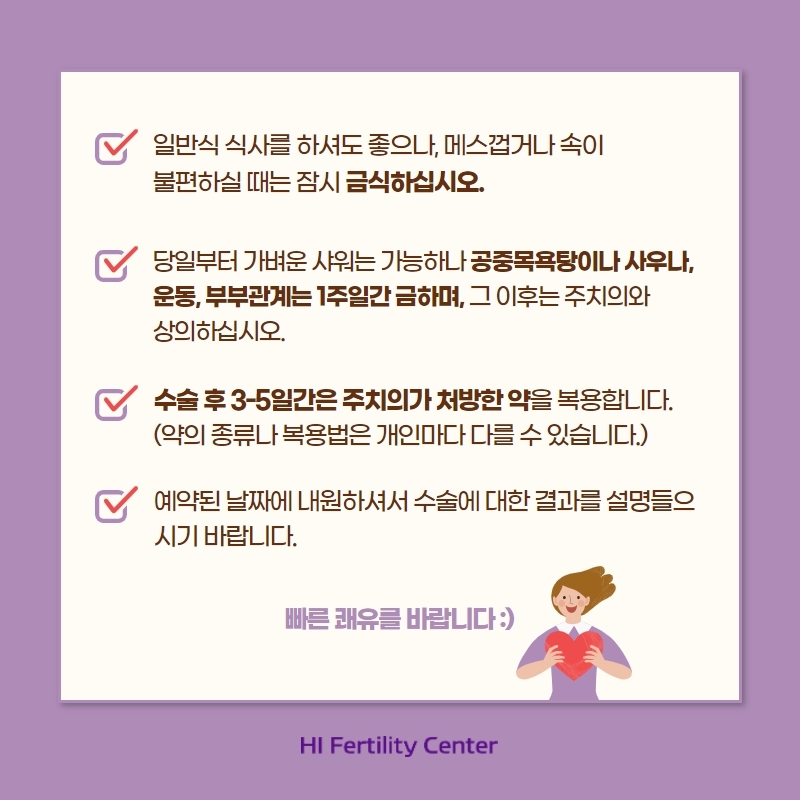 일반식 식사를 하셔도 좋으나, 메스껍거나 속이
불편하실 때는 잠시 금식하십시오.
당일부터 가벼운 샤워는 가능하나 공중목욕탕이나 사우나,
운동, 부부관계는 1주일간 금하며, 그 이후는 주치의와
상의하십시오.
수술 후 3-5일간은 주치의가 처방한 약을 복용합니다.
(약의 종류나 복용법은 개인마다 다를 수 있습니다.)
예약된 날짜에 내원하셔서 수술에 대한 결과를 설명들으
시기 바랍니다.
빠른 쾌유를 바랍니다 :)
HI Fertility Center